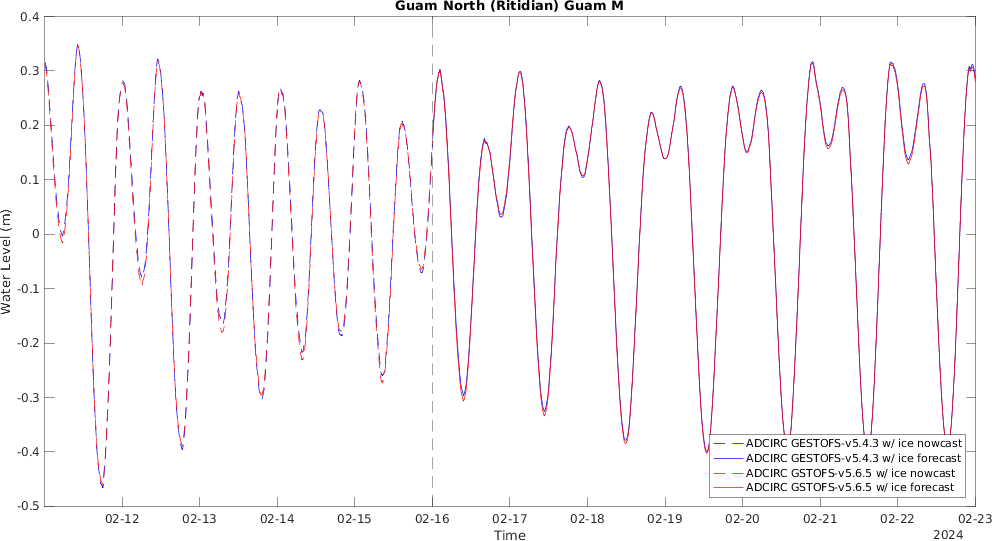 Guam North (Ritidian) Guam M
0.4
0.3
0.2
0.1
0
-0.1
-0.2
-0.3
-0.4
-0.5
Water Level (m)
ADCIRC GESTOFS-v5.4.3 w/ ice nowcast
ADCIRC GESTOFS-v5.4.3 w/ ice forecast
ADCIRC GSTOFS-v5.6.5 w/ ice nowcast
ADCIRC GSTOFS-v5.6.5 w/ ice forecast
02-12 02-13 02-14 02-15 02-16 02-17 02-18 02-19 02-20 02-21 02-22 02-23
Time
2024